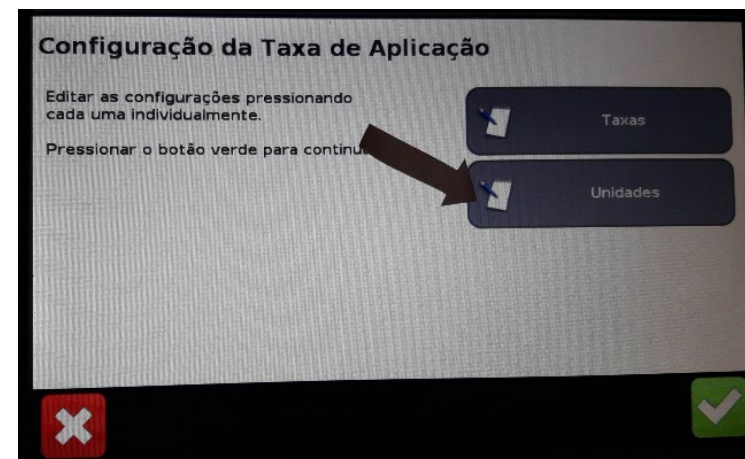 Configuração da Taxa de Aplicação
Editar as configurações pressionando
cada uma individualmente.
Pressionar o botão verde para
Taxas
Unidades